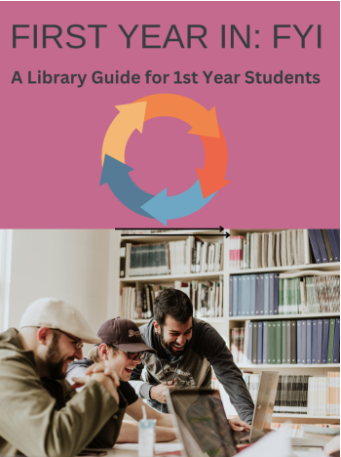 FIRST YEAR IN: FYI
A Library Guide for 1st Year Students